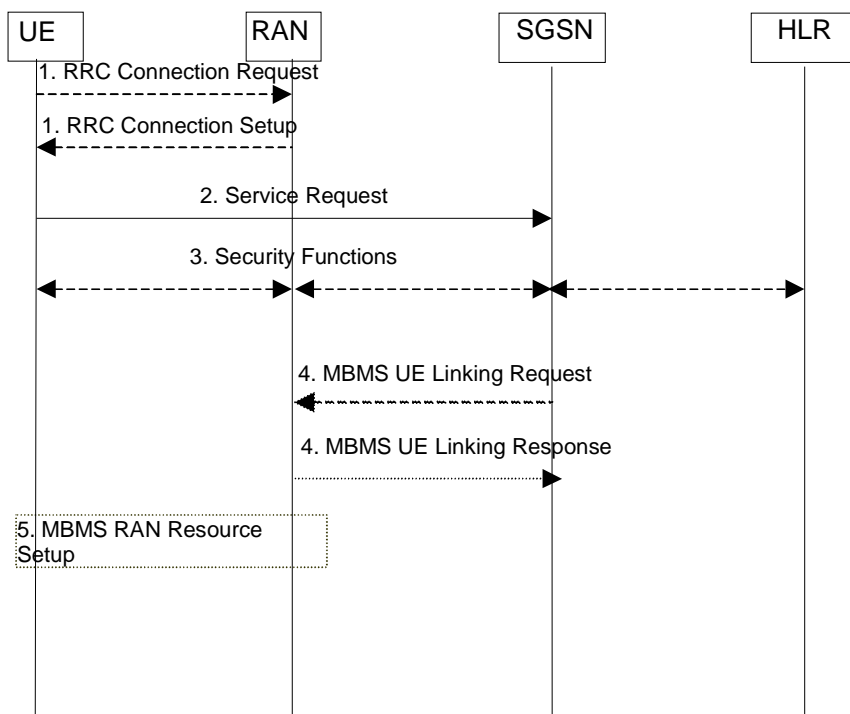 UE
RAN
SGSN
HLR
1. RRC Connection Request
1. RRC Connection Setup
2. Service Request
3. Security Functions
4. MBMS UE Linking Request
4. MBMS UE Linking Response
5. MBMS RAN Resource
Setup